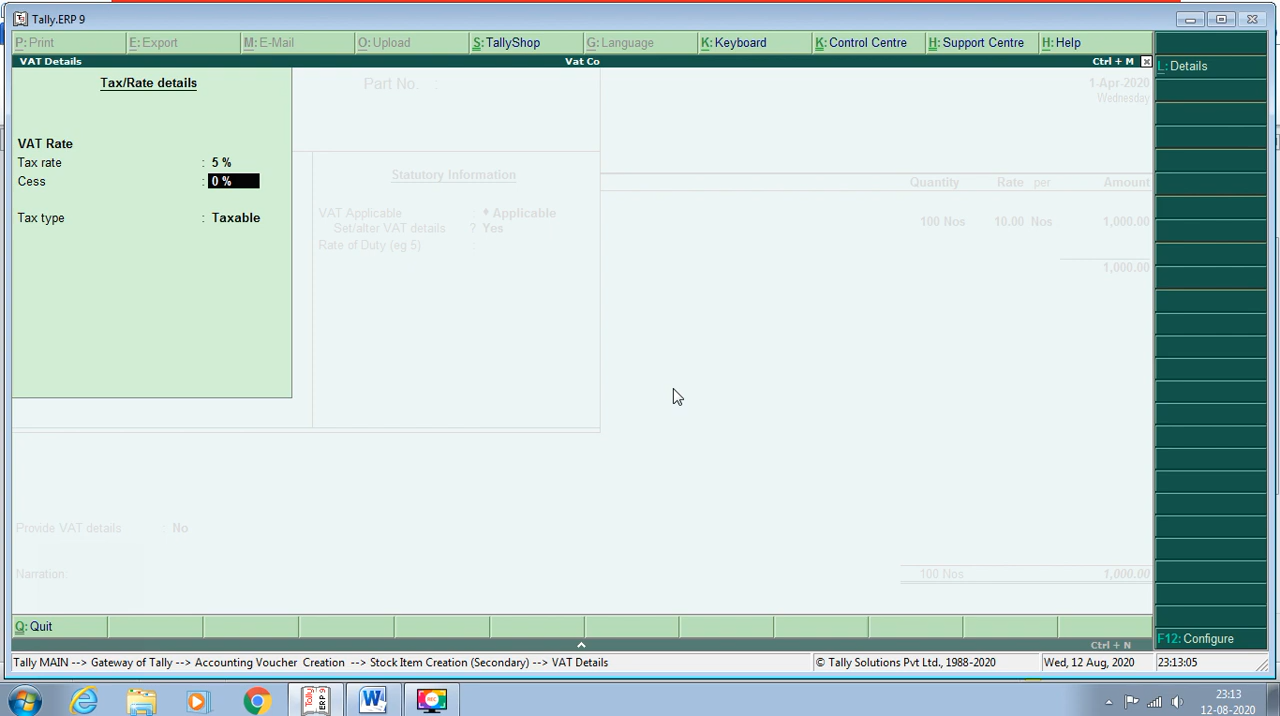 Tally.ERP 9
P: Print E: Export M: E-Mail O: Upload S: TallyShop G: Language K: Keyboard K: Control Centre H: Support Centre H: Help
VAT Details Vat Co Ctrl + M
L: Details
Tax/Rate details
Part No.
1-Apr-2020
Wednesday
VAT Rate
Tax rate : 5 %
Cess : 0 %
Tax type : Taxable
Statutory Information
VAT Applicable ♦ Applicable
Set/alter VAT details ? Yes
Rate of Duty (eg 5) :
Quantity Rate per Amount
100 Nos 10.00 Nos 1,000.00
1,000.00
Provide VAT details : No
Narration:
100 Nos 1,000.00
Q: Quit
Ctrl + N
F12: Configure
Tally MAIN --> Gateway of Tally --> Accounting Voucher Creation --> Stock Item Creation (Secondary) --> VAT Details
© Tally Solutions Pvt Ltd., 1988-2020 Wed, 12 Aug, 2020 23:13:05
Tally ERP 9
23:13
12-08-2020